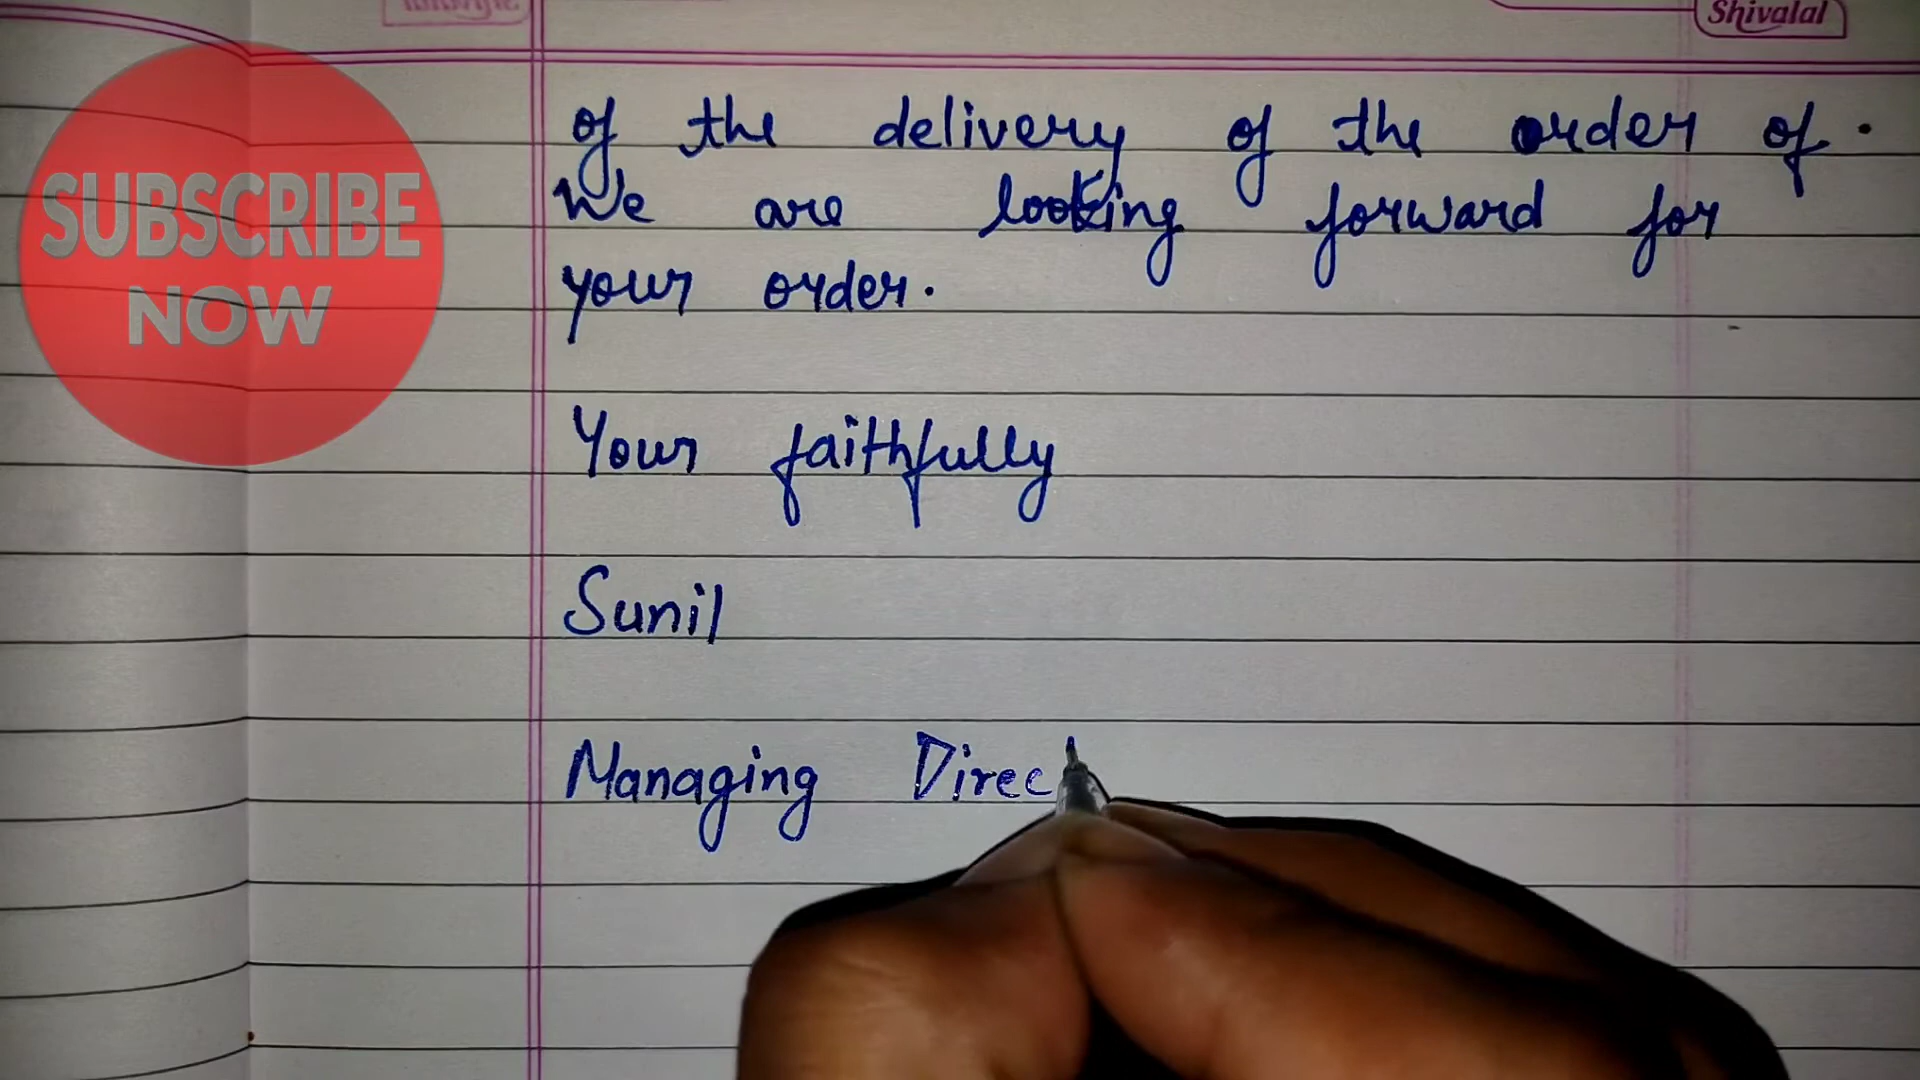 Shivalal
SUBSCRIBE
NOW
of the delivery of the order of.
We are looking forward for
your order.
Your faithfully
Sunil
Managing Direc